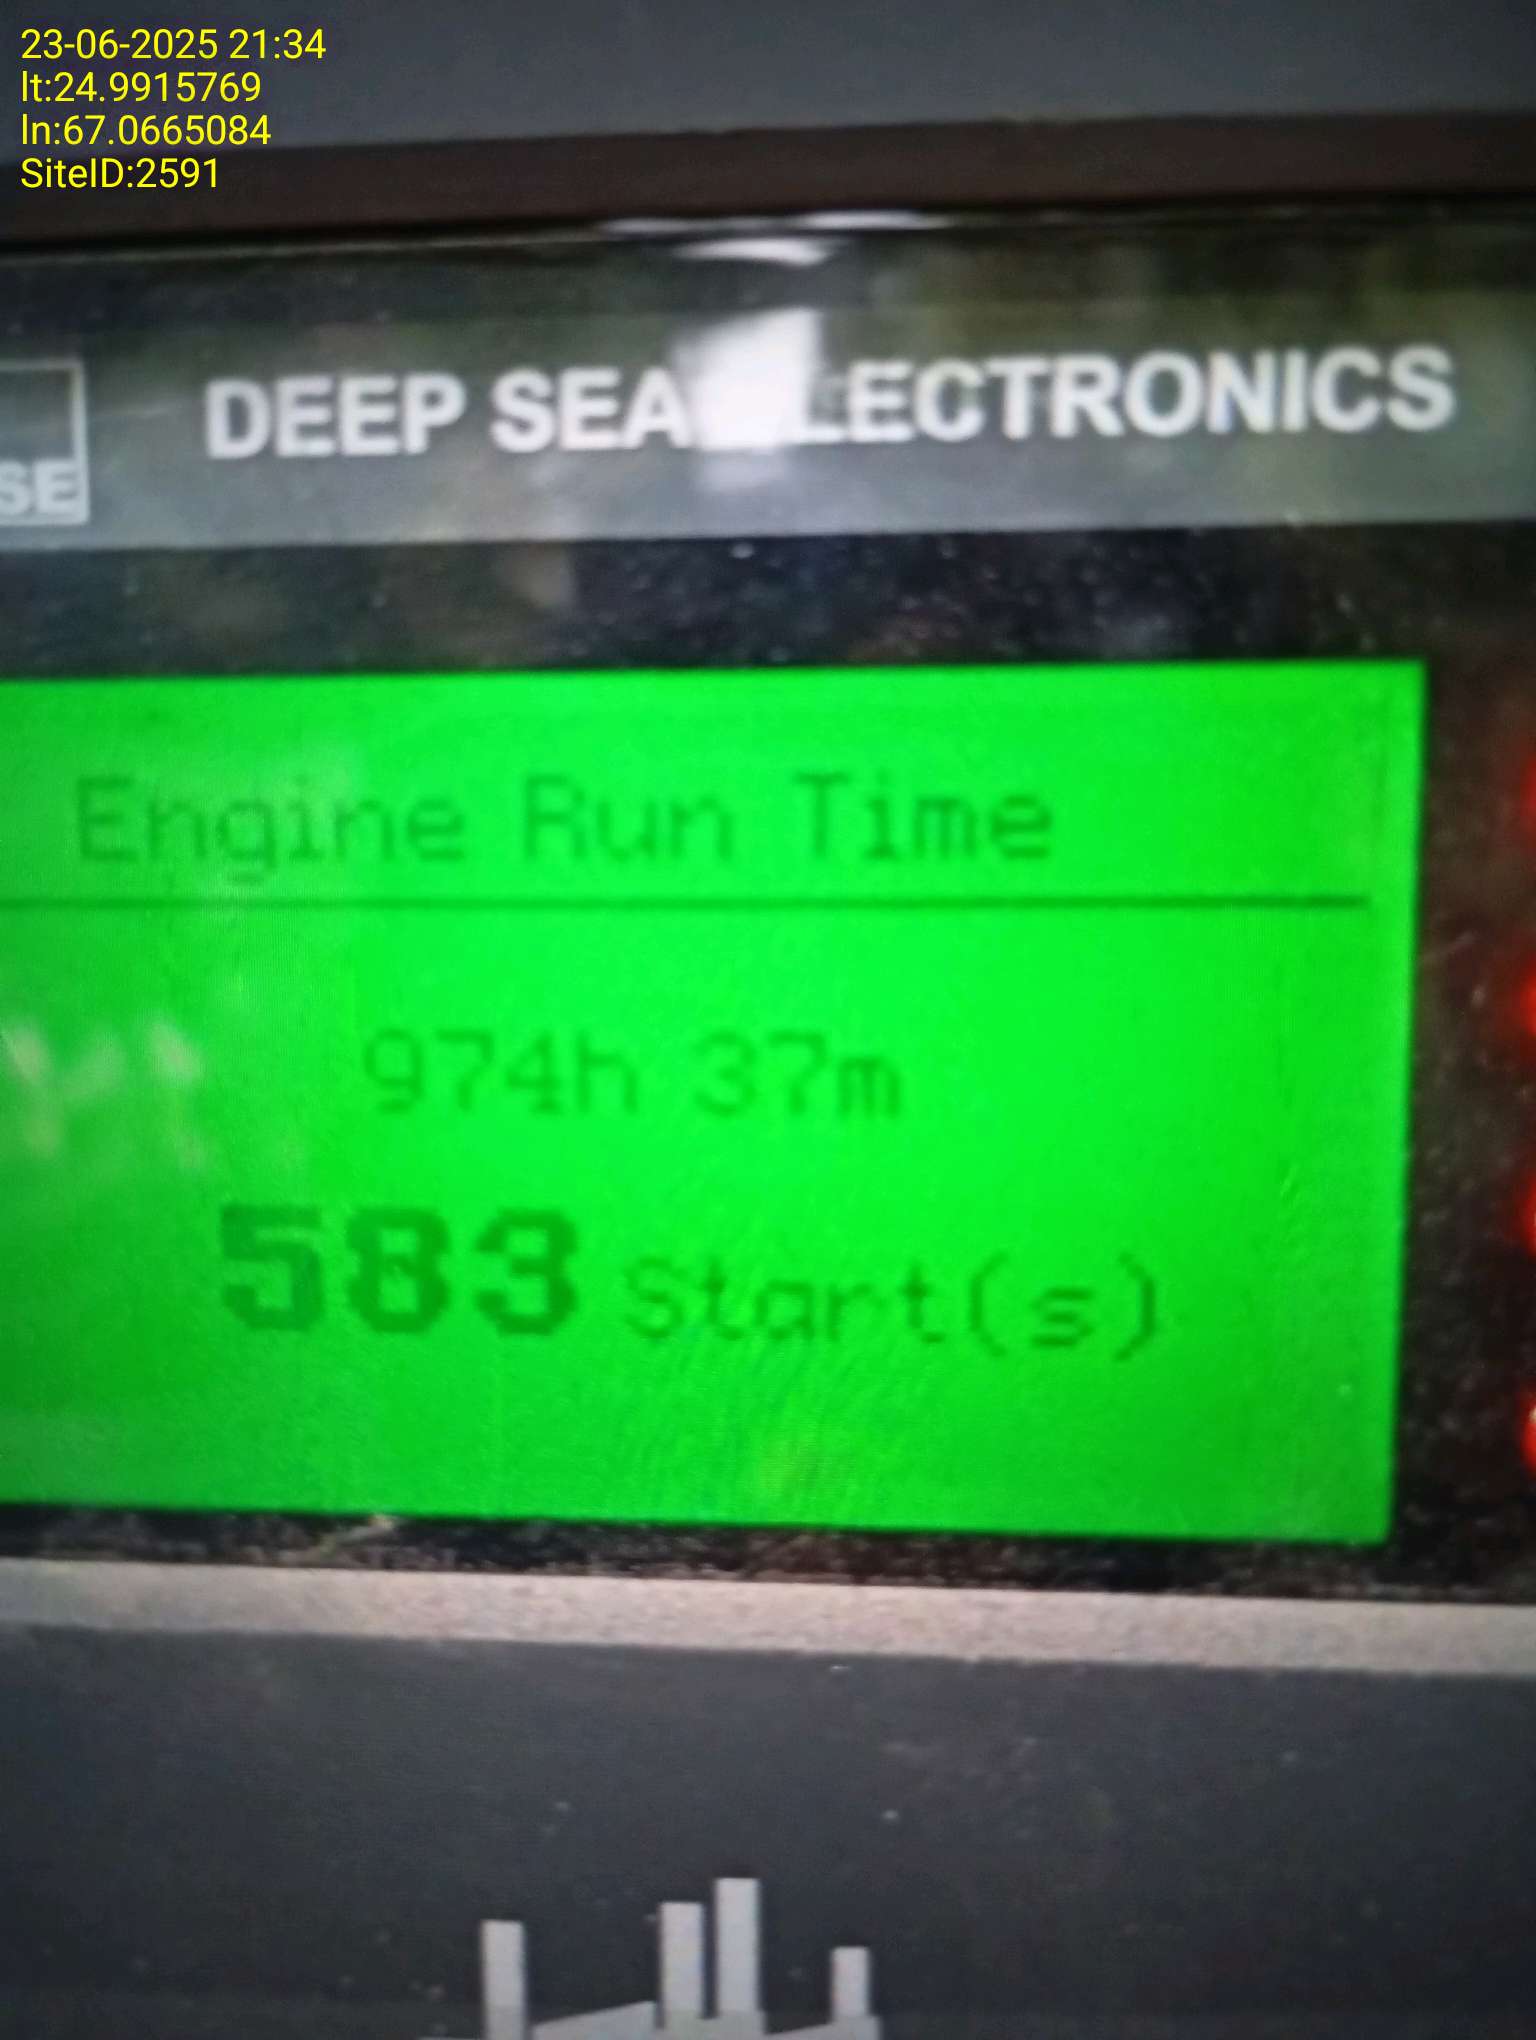 23-06-2025 21:34
lt:24.9915769
ln:67.0665084
SiteID:2591
DEEP SEA ELECTRONICS
SE
Engine Run Time
974h 37m
583 Start(s)